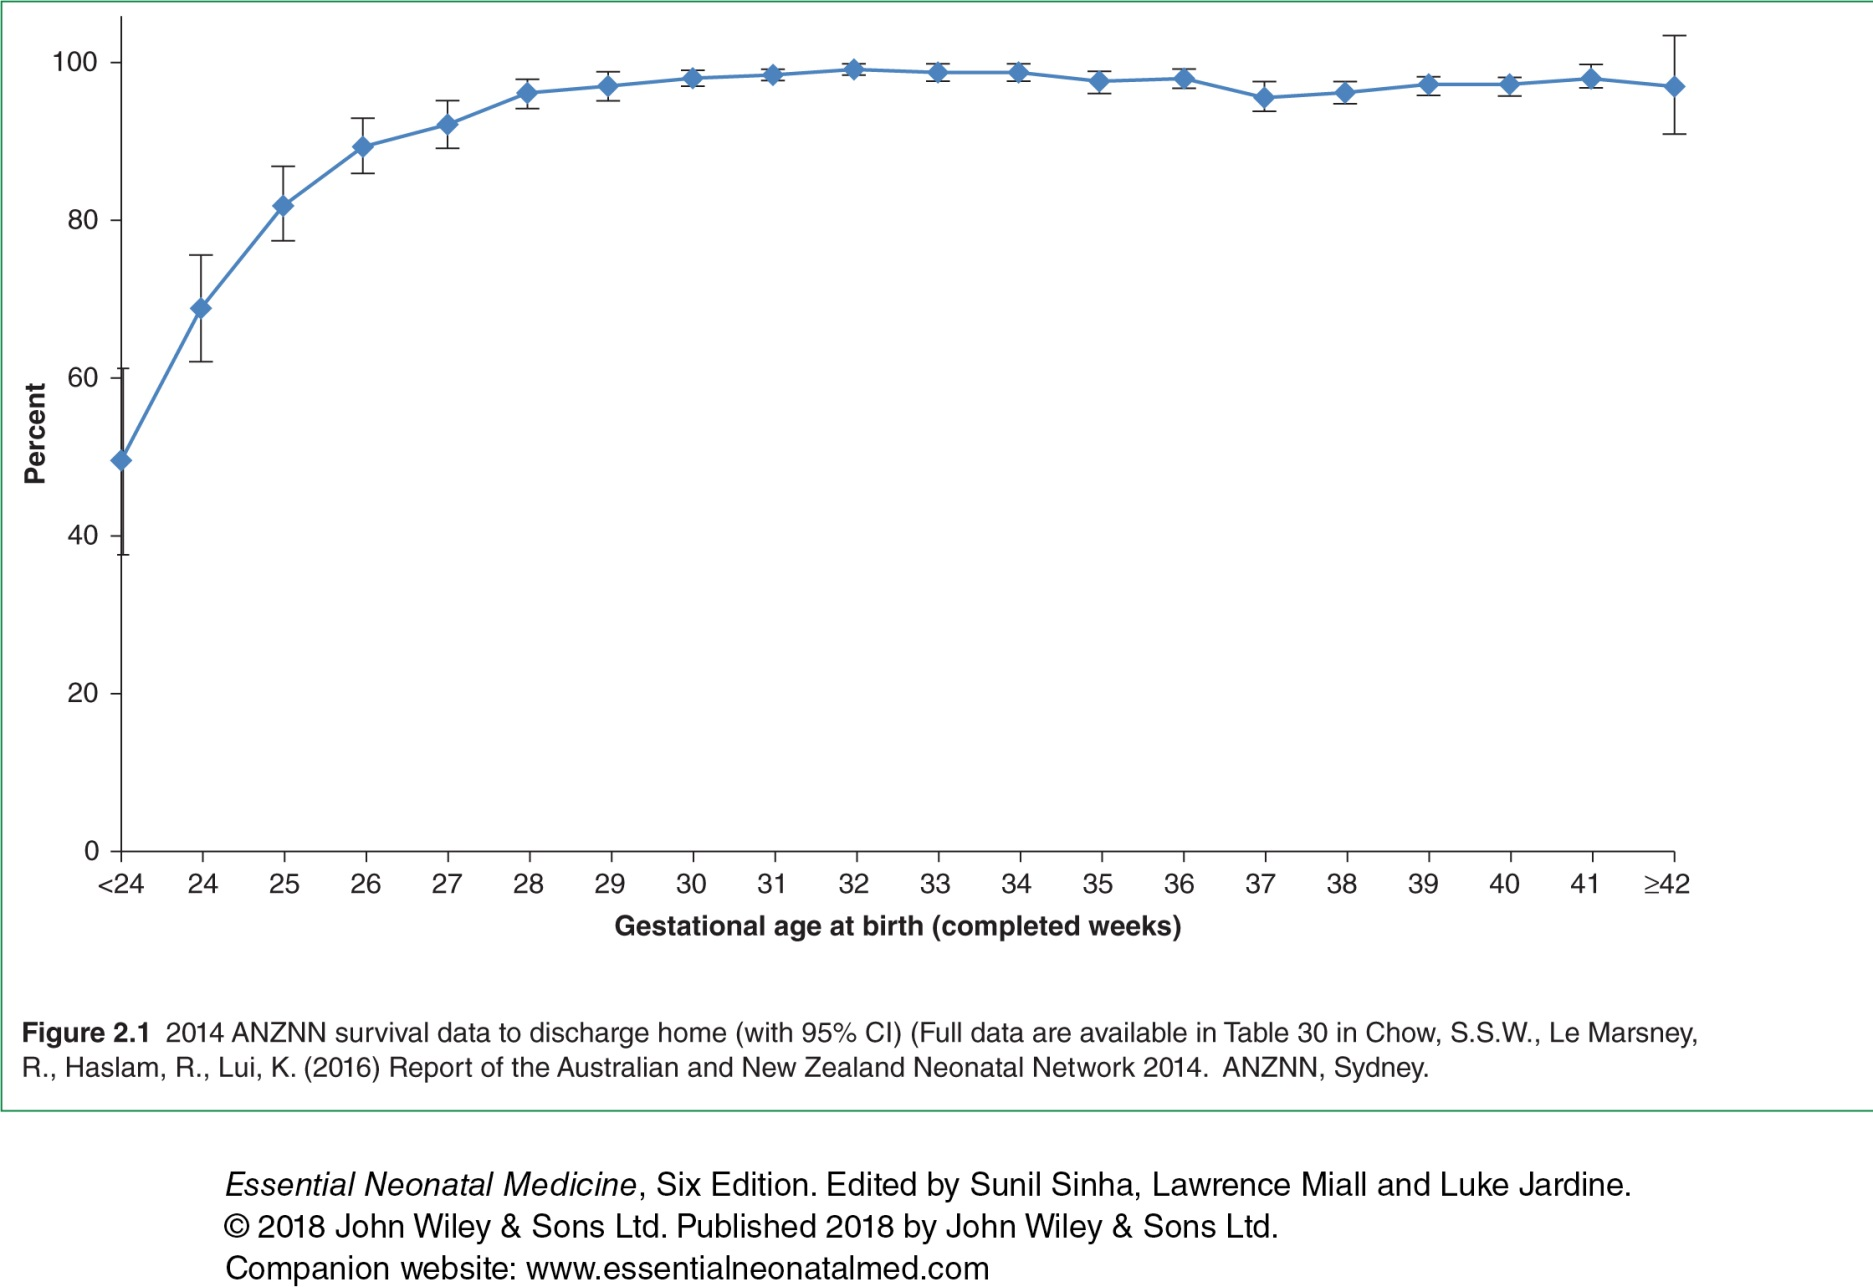 100
80
60
40
20
0
Percent
<24 24 25 26 27 28 29 30 31 32 33 34 35 36 37 38 39 40 41 ≥42
Gestational age at birth (completed weeks)
Figure 2.1 2014 ANZNN survival data to discharge home (with 95% CI) (Full data are available in Table 30 in Chow, S.S.W., Le Marsney,
R., Haslam, R., Lui, K. (2016) Report of the Australian and New Zealand Neonatal Network 2014. ANZNN, Sydney.
Essential Neonatal Medicine, Six Edition. Edited by Sunil Sinha, Lawrence Miall and Luke Jardine.
© 2018 John Wiley & Sons Ltd. Published 2018 by John Wiley & Sons Ltd.
Companion website: www.essentialneonatalmed.com